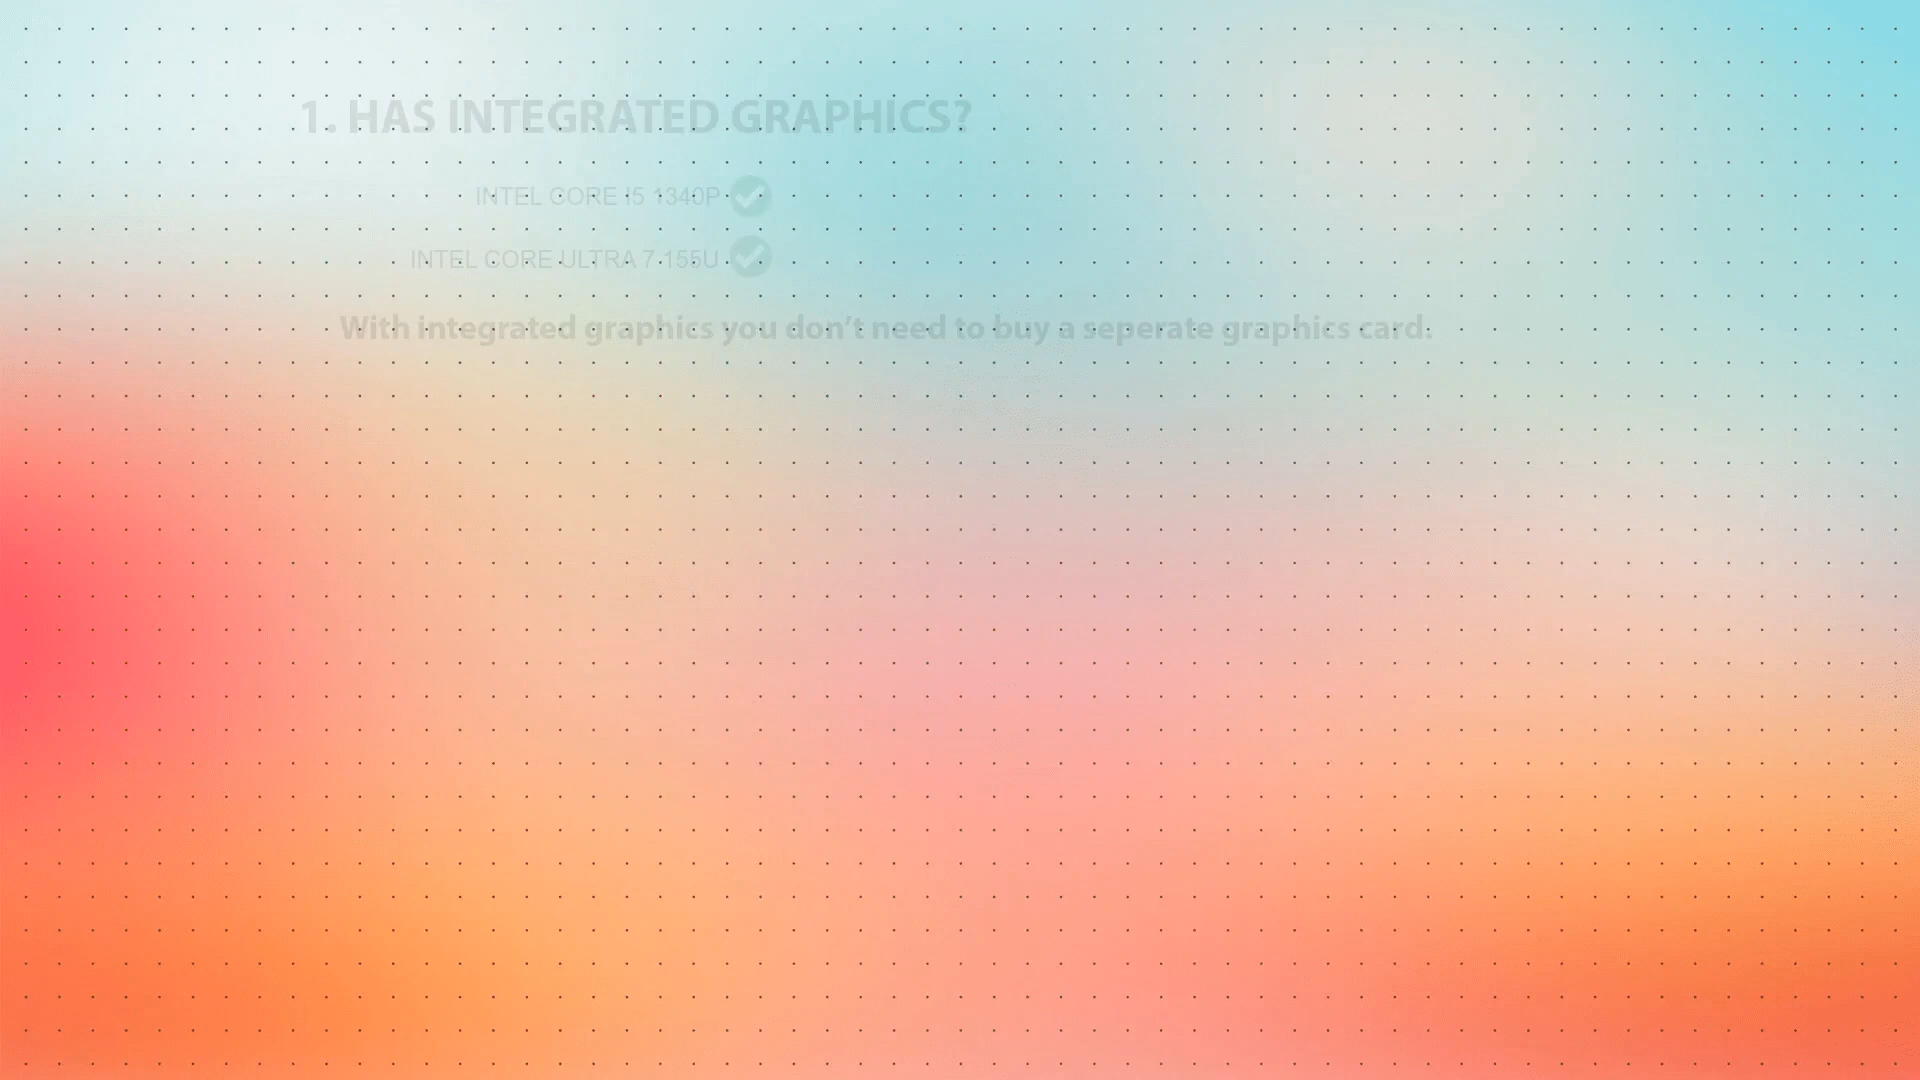 1. HAS INTEGRATED GRAPHICS?
INTEL CORE I5 1340P
INTEL CORE ULTRA 7 155U
With integrated graphics you don’t need to buy a seperate graphics card.